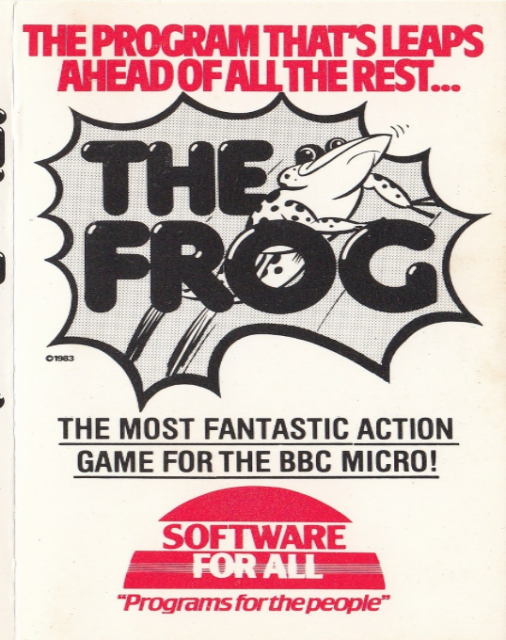 THE PROGRAM THAT'S LEAPS
AHEAD OF ALL THE REST...
THE
FROG
©1983
THE MOST FANTASTIC ACTION
GAME FOR THE BBC MICRO!
SOFTWARE
FOR ALL
"Programs for the people"